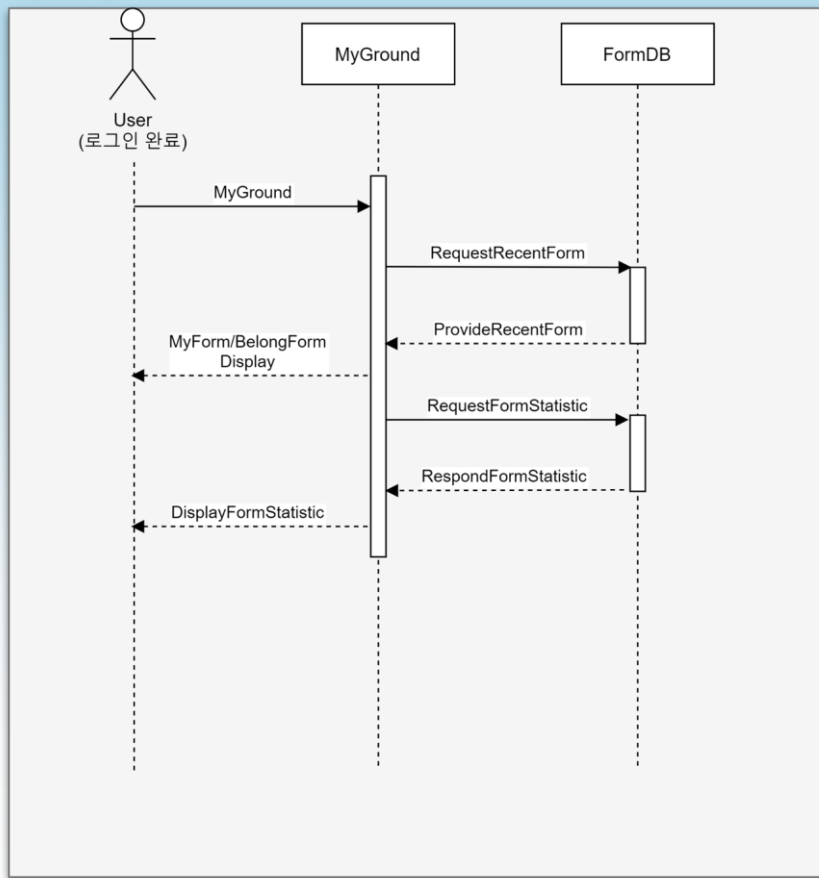 MyGround
FormDB
User
(로그인 완료)
MyGround
RequestRecentForm
ProvideRecentForm
MyForm/BelongForm
Display
RequestFormStatistic
RespondFormStatistic
DisplayFormStatistic